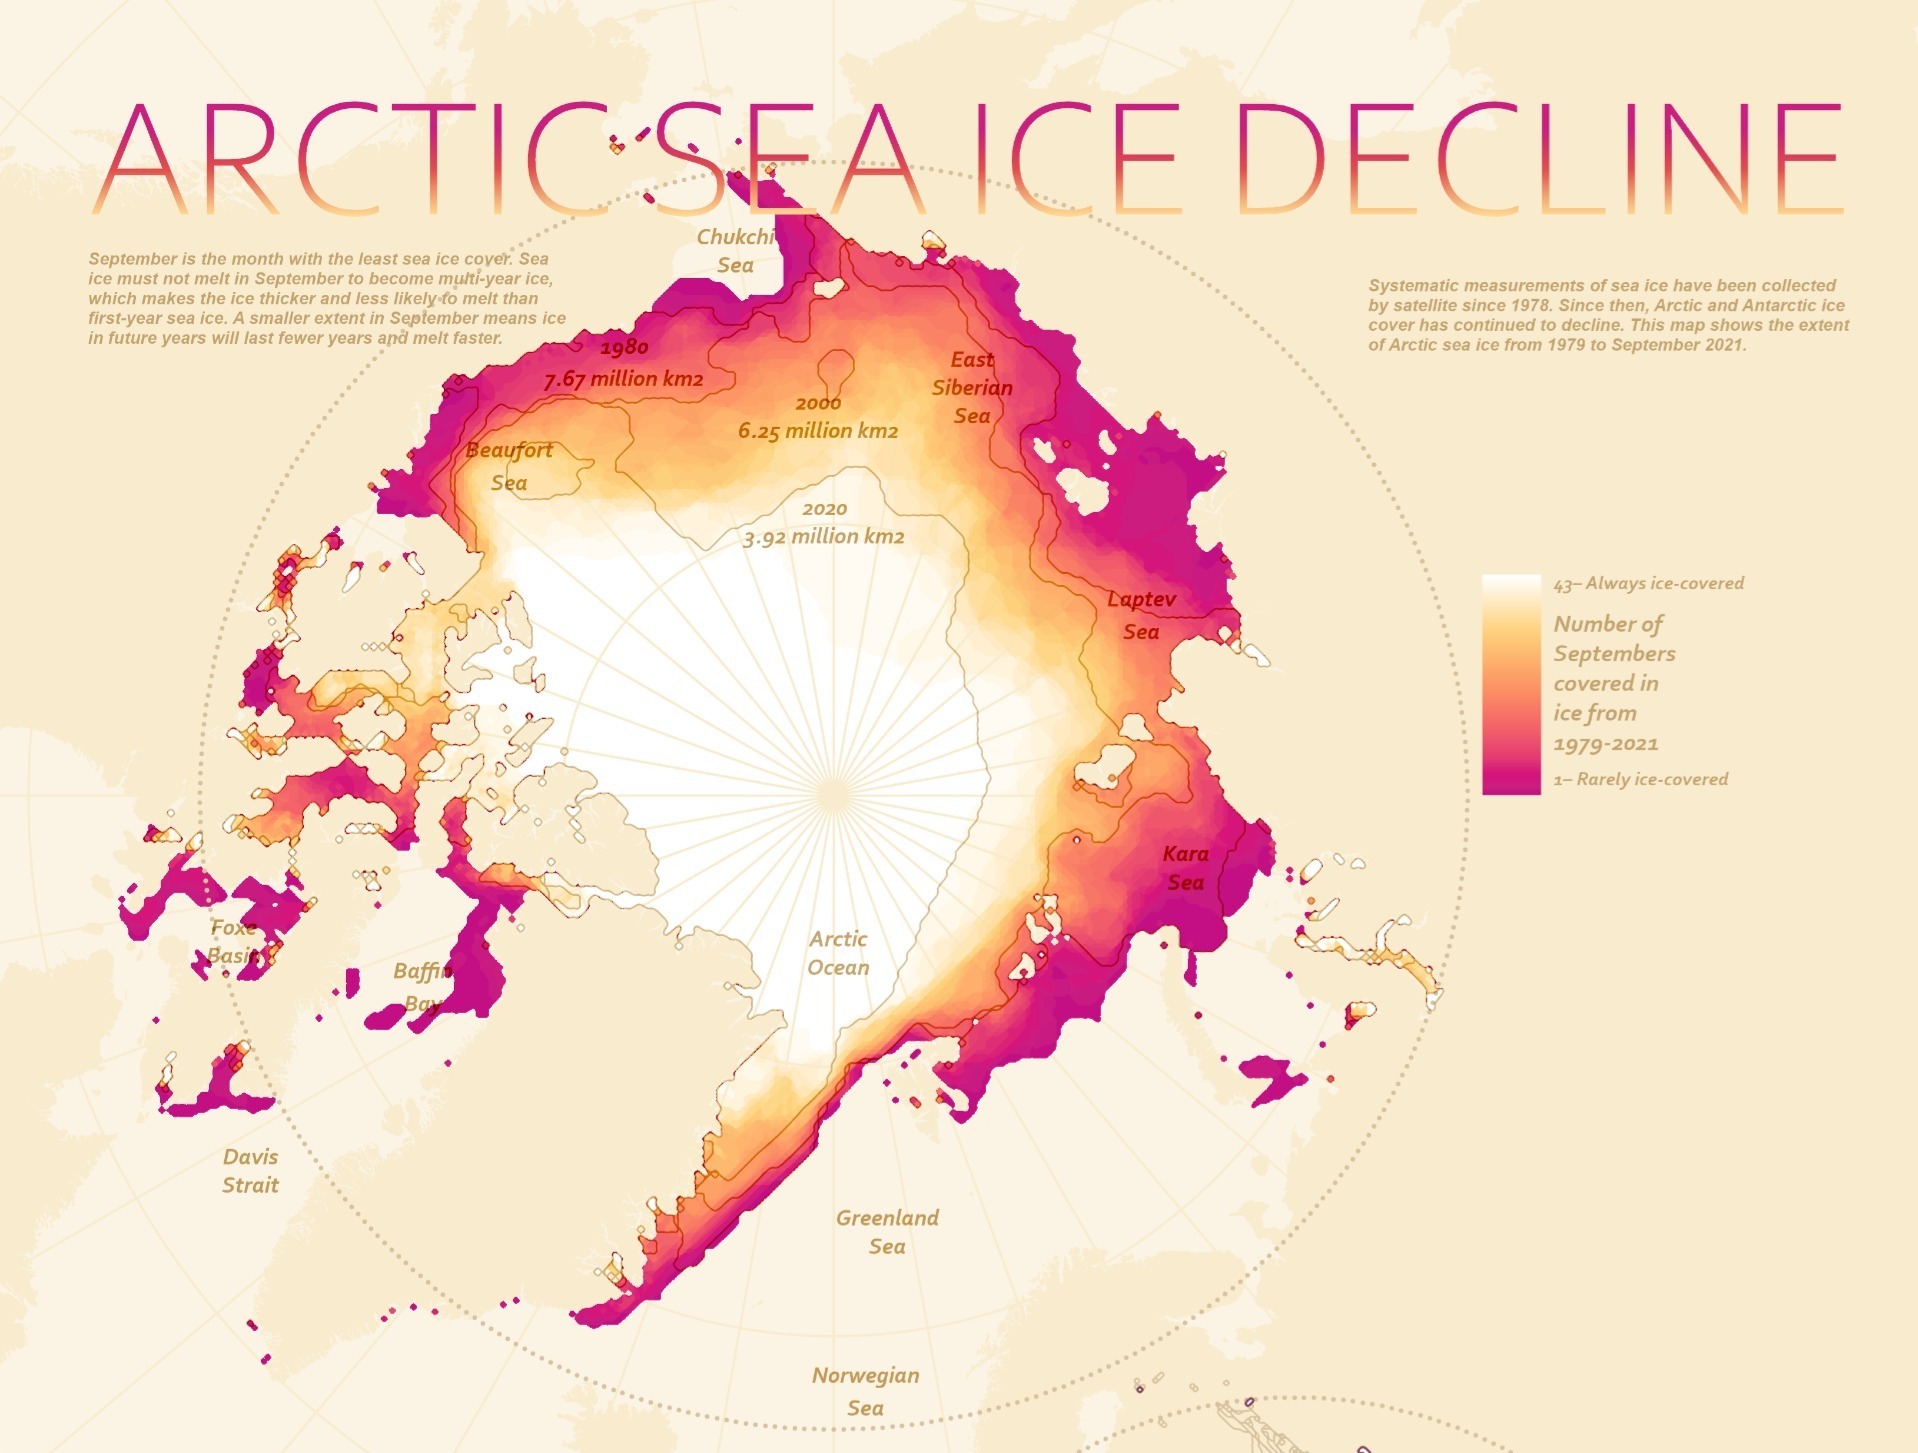 ARCTIC SEA ICE DECLINE
September is the month with the least sea ice cover. Sea
ice must not melt in September to become multi-year ice,
which makes the ice thicker and less likely to melt than
first-year sea ice. A smaller extent in September means ice
in future years will last fewer years and melt faster.
Systematic measurements of sea ice have been collected
by satellite since 1978. Since then, Arctic and Antarctic ice
cover has continued to decline. This map shows the extent
of Arctic sea ice from 1979 to September 2021.
Chukchi
Sea
1980
7.67 million km2
2000
6.25 million km2
East
Siberian
Sea
Beaufort
Sea
2020
3.92 million km2
Laptev
Sea
43– Always ice-covered
Number of
Septembers
covered in
ice from
1979-2021
1– Rarely ice-covered
Kara
Sea
Foxe
Basin
Baffin
Bay
Arctic
Ocean
Davis
Strait
Greenland
Sea
Norwegian
Sea